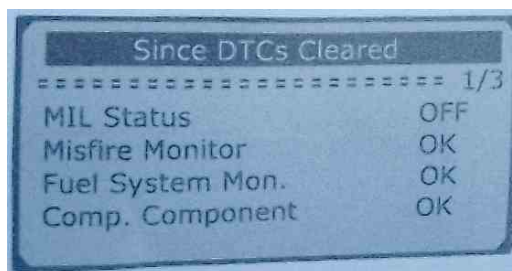 Since DTCs Cleared
========================= 1/3
MIL Status OFF
Misfire Monitor OK
Fuel System Mon. OK
Comp. Component OK